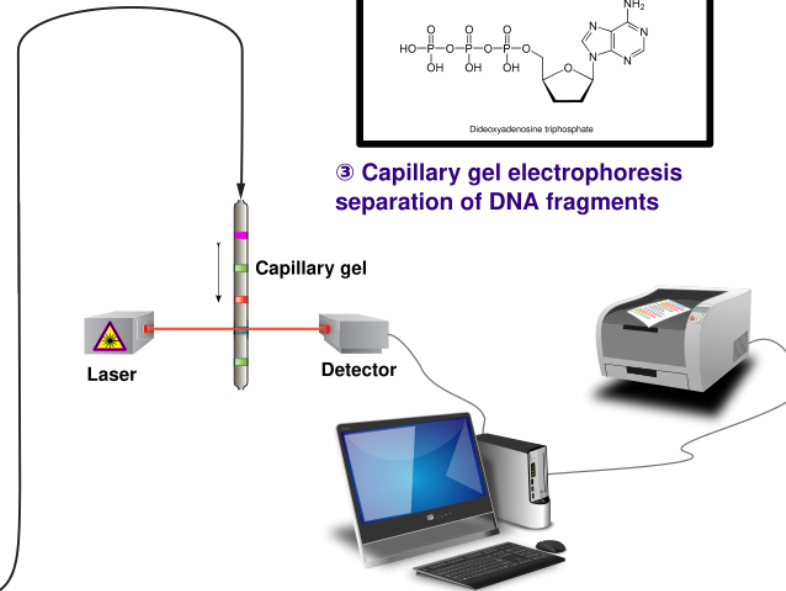 NH₂
N
N
N
N
O O O
HO-P-O-P-O-P-O
OH OH OH
O
Dideoxyadenosine triphosphate
③ Capillary gel electrophoresis
separation of DNA fragments
Capillary gel
Laser
Detector